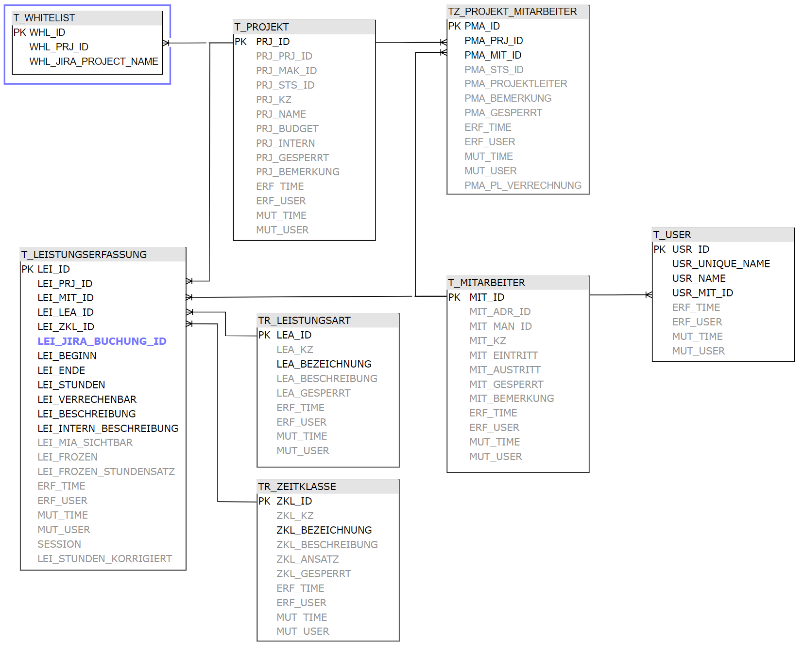 T_WHITELIST
PK WHL_ID
WHL_PRJ_ID
WHL_JIRA_PROJECT_NAME
T_PROJEKT
PK PRJ_ID
PRJ_PRJ_ID
PRJ_MAK_ID
PRJ_STS_ID
PRJ_KZ
PRJ_NAME
PRJ_BUDGET
PRJ_INTERN
PRJ_GESPERRT
PRJ_BEMERKUNG
ERF_TIME
ERF_USER
MUT_TIME
MUT_USER
TZ_PROJEKT_MITARBEITER
PK PMA_ID
PMA_PRJ_ID
PMA_MIT_ID
PMA_STS_ID
PMA_PROJEKTLEITER
PMA_BEMERKUNG
PMA_GESPERRT
ERF_TIME
ERF_USER
MUT_TIME
MUT_USER
PMA_PL_VERRECHNUNG
T_LEISTUNGSERFASSUNG
PK LEI_ID
LEI_PRJ_ID
LEI_MIT_ID
LEI_LEA_ID
LEI_ZKL_ID
LEI_JIRA_BUCHUNG_ID
LEI_BEGINN
LEI_ENDE
LEI_STUNDEN
LEI_VERRECHENBAR
LEI_BESCHREIBUNG
LEI_INTERN_BESCHREIBUNG
LEI_MIA_SICHTBAR
LEI_FROZEN
LEI_FROZEN_STUNDENSATZ
ERF_TIME
ERF_USER
MUT_TIME
MUT_USER
SESSION
LEI_STUNDEN_KORRIGIERT
TR_LEISTUNGSART
PK LEA_ID
LEA_KZ
LEA_BEZEICHNUNG
LEA_BESCHREIBUNG
LEA_GESPERRT
ERF_TIME
ERF_USER
MUT_TIME
MUT_USER
TR_ZEITKLASSE
PK ZKL_ID
ZKL_KZ
ZKL_BEZEICHNUNG
ZKL_BESCHREIBUNG
ZKL_ANSATZ
ZKL_GESPERRT
ERF_TIME
ERF_USER
MUT_TIME
MUT_USER
T_MITARBEITER
PK MIT_ID
MIT_ADR_ID
MIT_MAN_ID
MIT_KZ
MIT_EINTRITT
MIT_AUSTRITT
MIT_GESPERRT
MIT_BEMERKUNG
ERF_TIME
ERF_USER
MUT_TIME
MUT_USER
T_USER
PK USR_ID
USR_UNIQUE_NAME
USR_NAME
USR_MIT_ID
ERF_TIME
ERF_USER
MUT_TIME
MUT_USER